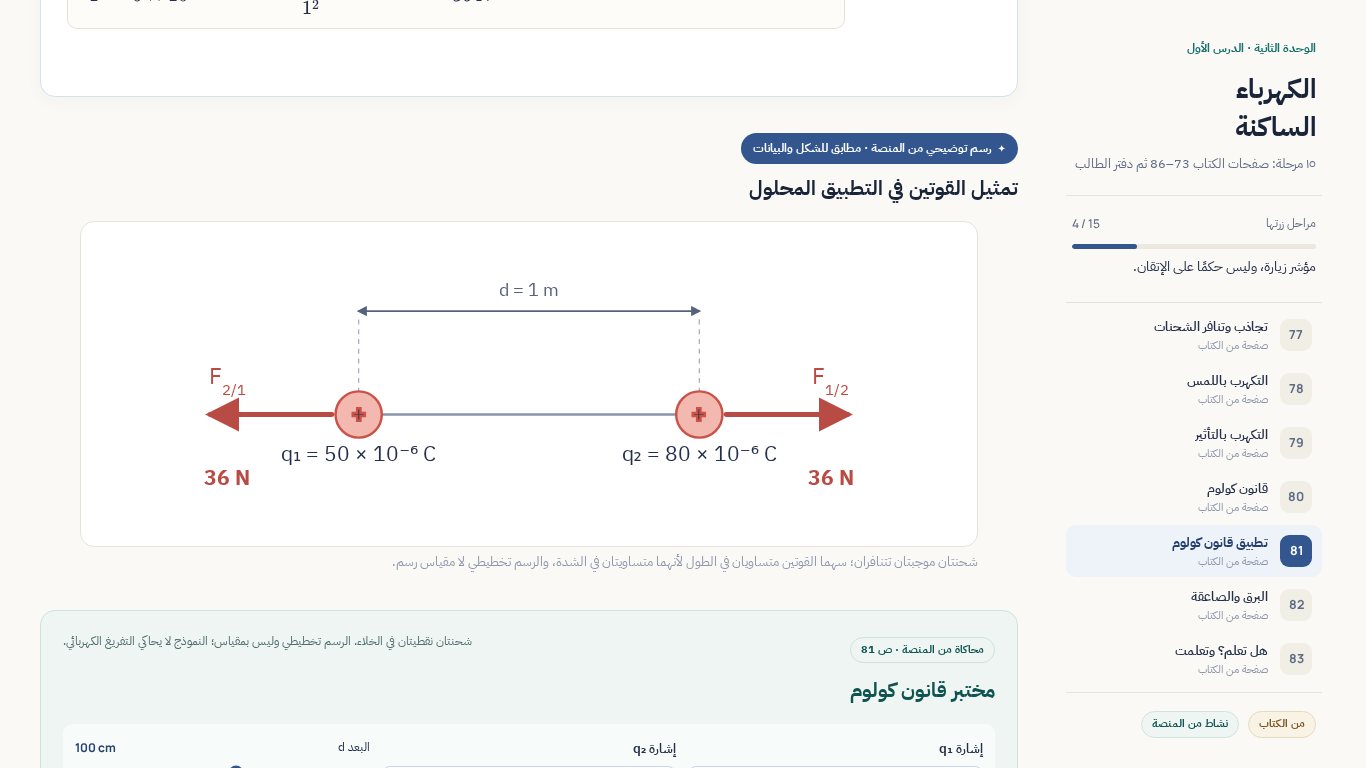 الوحدة الثانية · الدرس الأول
الكهرباء
الساكنة
١٥ مرحلة: صفحات الكتاب 73–86 ثم دفتر الطالب
مراحل زرتها
4 / 15
مؤشر زيارة، وليس حكمًا على الإتقان.
77
تجاذب وتنافر الشحنات
صفحة من الكتاب
78
التكهرب باللمس
صفحة من الكتاب
79
التكهرب بالتأثير
صفحة من الكتاب
80
قانون كولوم
صفحة من الكتاب
81
تطبيق قانون كولوم
صفحة من الكتاب
82
البرق والصاعقة
صفحة من الكتاب
83
هل تعلم؟ وتعلمت
صفحة من الكتاب
من الكتاب
نشاط من المنصة
1²
✦ رسم توضيحي من المنصة · مطابق للشكل والبيانات
تمثيل القوتين في التطبيق المحلول
d = 1 m
F2/1
F1/2
+
+
q₁ = 50 × 10⁻⁶ C
q₂ = 80 × 10⁻⁶ C
36 N
36 N
شحنتان موجبتان تتنافران؛ سهما القوتين متساويان في الطول لأنهما متساويتان في الشدة، والرسم تخطيطي لا مقياس رسم.
محاكاة من المنصة · ص 81
شحنتان نقطيتان في الخلاء. الرسم تخطيطي وليس بمقياس؛ النموذج لا يحاكي التفريغ الكهربائي.
مختبر قانون كولوم
إشارة q₁
إشارة q₂
البعد d
100 cm